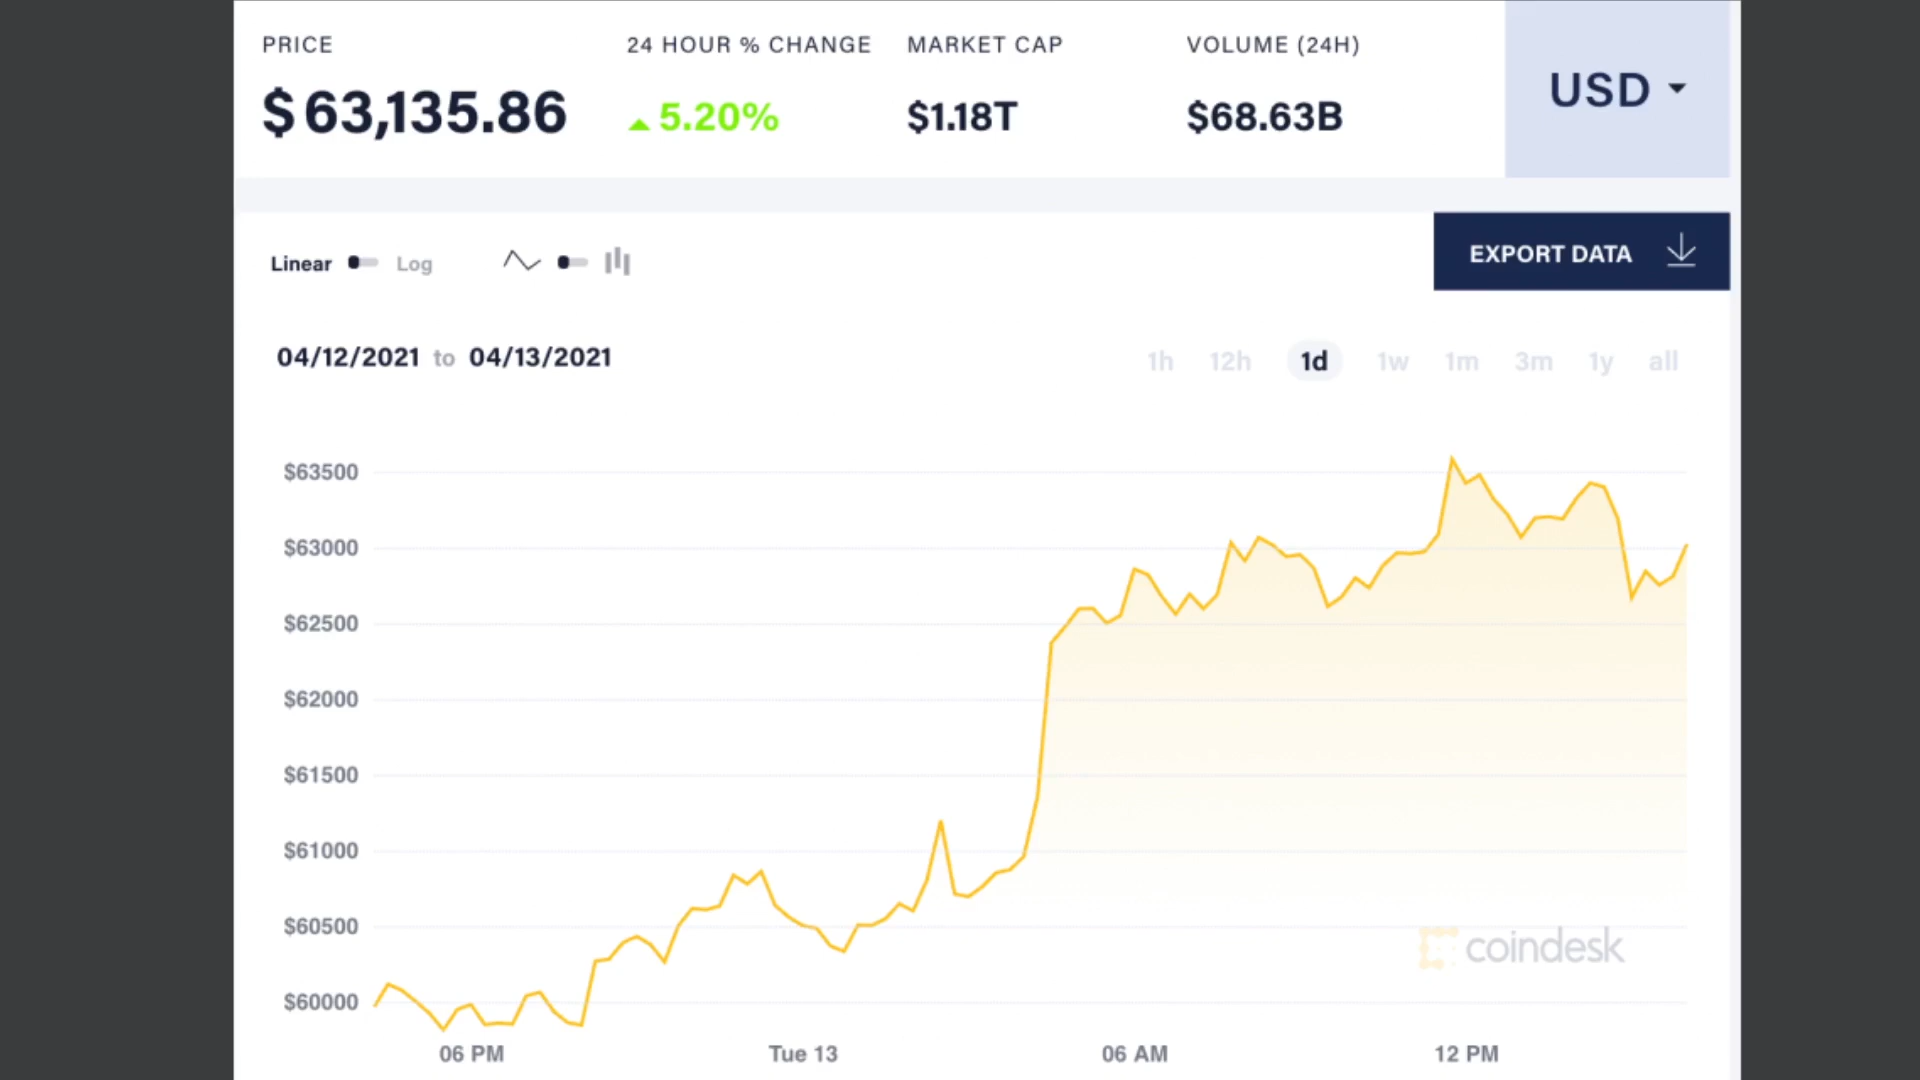 PRICE
24 HOUR % CHANGE
MARKET CAP
VOLUME (24H)
$63,135.86
5.20%
$1.18T
$68.63B
USD
EXPORT DATA
Linear
Log
04/12/2021 to 04/13/2021
1h 12h 1d 1w 1m 3m 1y all
$63500
$63000
$62500
$62000
$61500
$61000
$60500
$60000
coindesk
06 PM
Tue 13
06 AM
12 PM